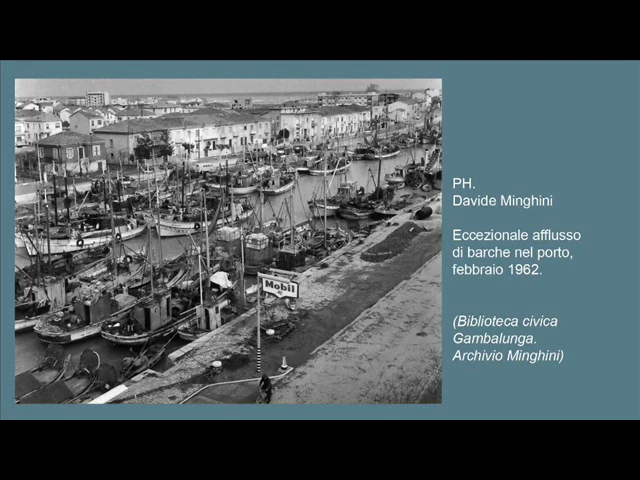 Mobil
PH.
Davide Minghini
Eccezionale afflusso
di barche nel porto,
febbraio 1962.
(Biblioteca civica
Gambalunga.
Archivio Minghini)